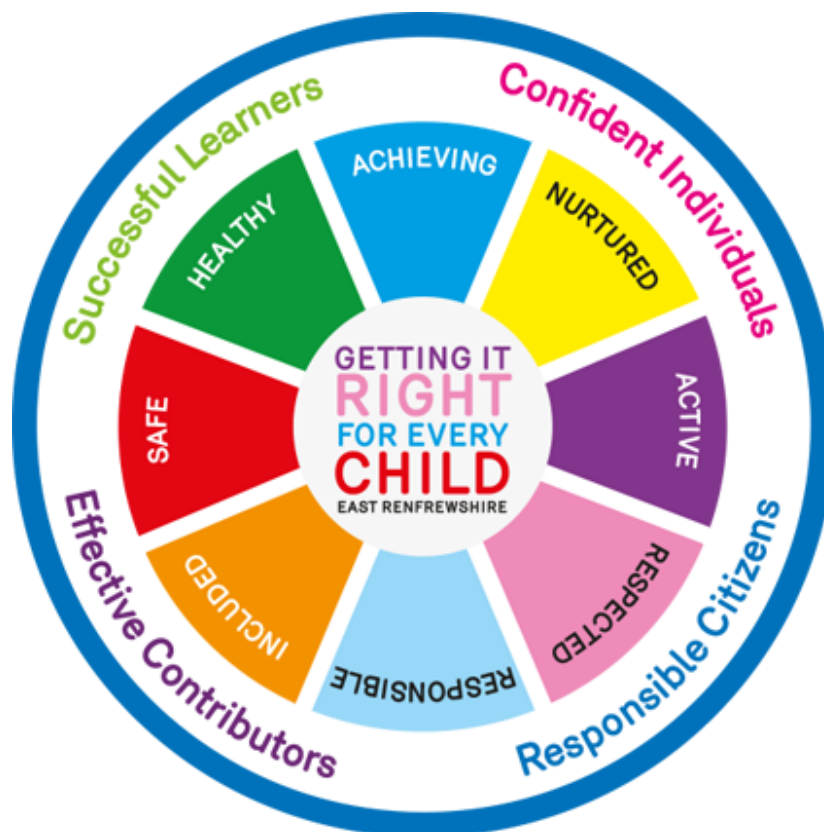 Successful Learners
Confident Individuals
ACHIEVING
NURTURED
ACTIVE
RESPECTED
RESPONSIBLE
INCLUDED
SAFE
HEALTHY
GETTING IT
RIGHT
FOR EVERY
CHILD
EAST RENFREWSHIRE
Effective Contributors
Responsible Citizens